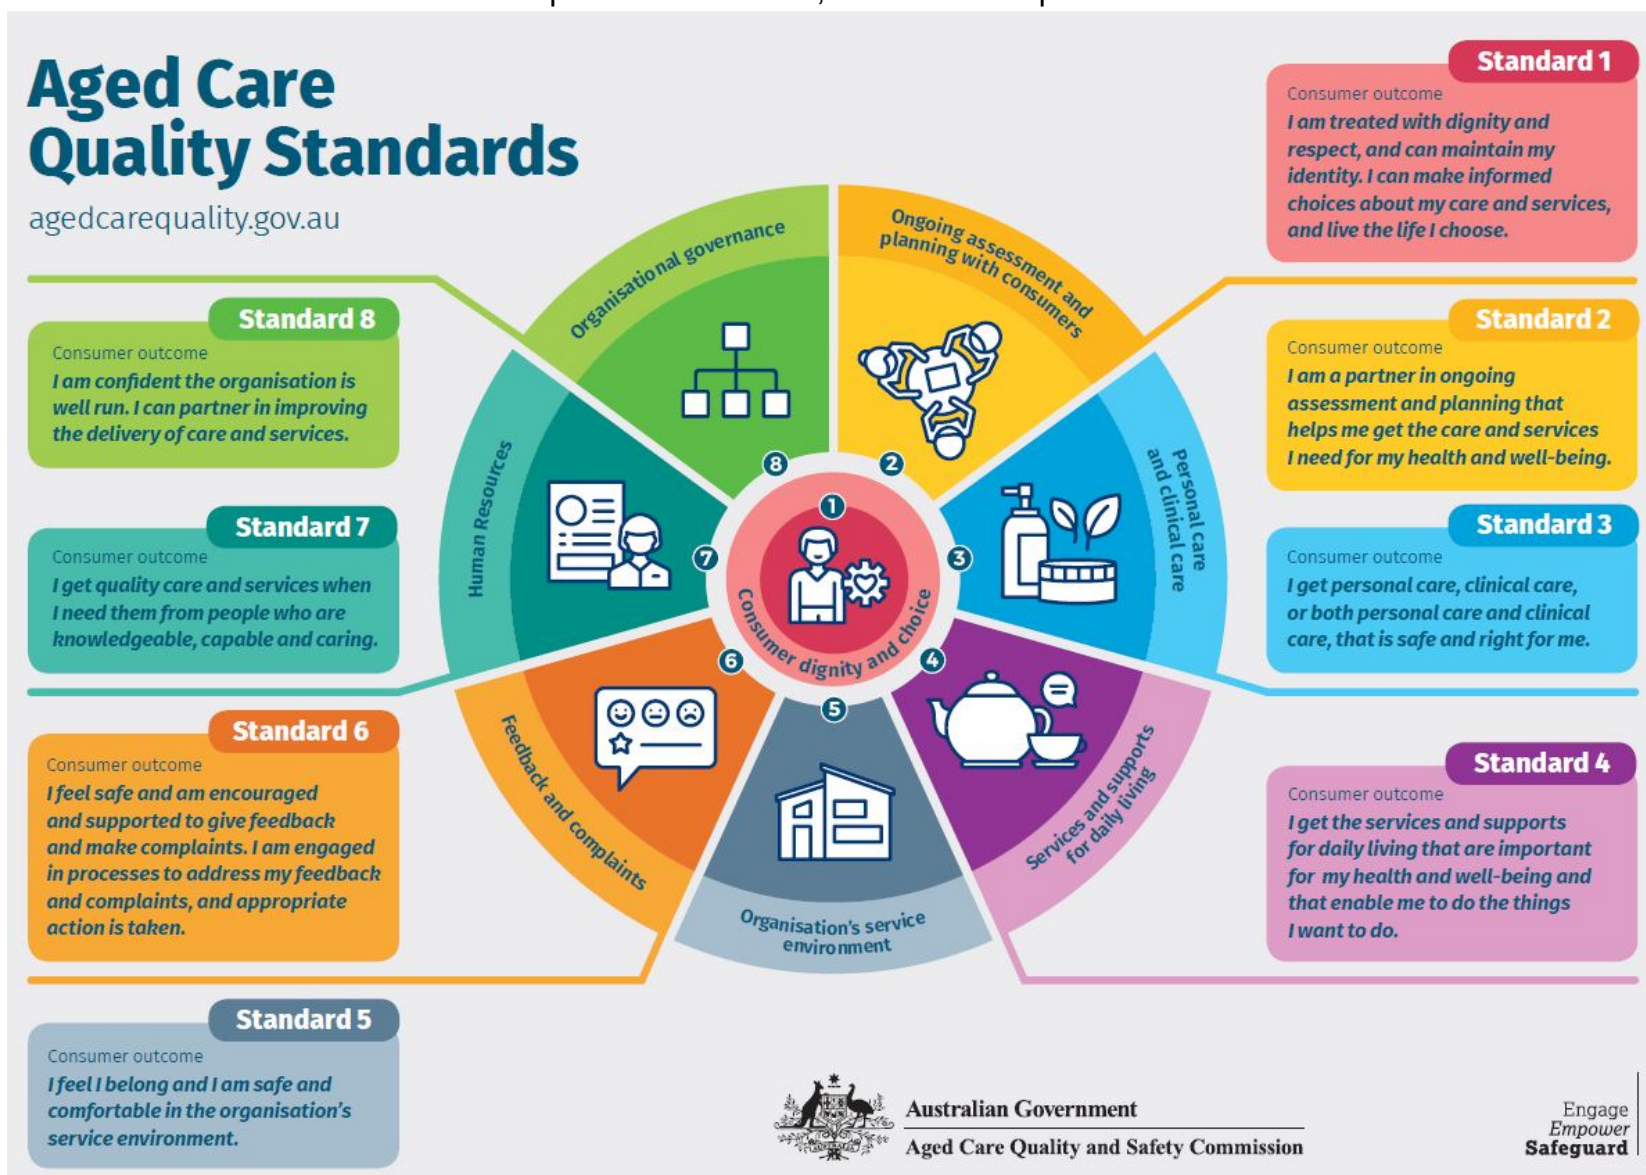 Aged Care
Quality Standards
agedcarequality.gov.au
Standard 1
Consumer outcome
I am treated with dignity and
respect, and can maintain my
identity. I can make informed
choices about my care and services,
and live the life I choose.
Standard 2
Consumer outcome
I am a partner in ongoing
assessment and planning that
helps me get the care and services
I need for my health and well-being.
Standard 3
Consumer outcome
I get personal care, clinical care,
or both personal care and clinical
care, that is safe and right for me.
Standard 4
Consumer outcome
I get the services and supports
for daily living that are important
for my health and well-being and
that enable me to do the things
I want to do.
Standard 8
Consumer outcome
I am confident the organisation is
well run. I can partner in improving
the delivery of care and services.
Standard 7
Consumer outcome
I get quality care and services when
I need them from people who are
knowledgeable, capable and caring.
Standard 6
Consumer outcome
I feel safe and am encouraged
and supported to give feedback
and make complaints. I am engaged
in processes to address my feedback
and complaints, and appropriate
action is taken.
Standard 5
Consumer outcome
I feel I belong and I am safe and
comfortable in the organisation's
service environment.
1
Consumer dignity and choice
2
Ongoing assessment and
planning with consumers
3
Personal care
and clinical care
4
Services and supports
for daily living
5
Organisation's service
environment
6
Feedback and complaints
7
Human Resources
8
Organisational governance
Australian Government
Aged Care Quality and Safety Commission
Engage
Empower
Safeguard